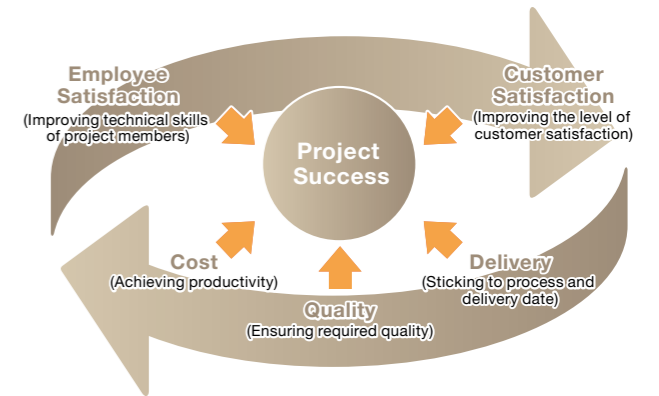 Employee
Satisfaction
(Improving technical skills
of project members)
Customer
Satisfaction
(Improving the level of
customer satisfaction)
Project
Success
Cost
(Achieving productivity)
Delivery
(Sticking to process and
delivery date)
Quality
(Ensuring required quality)